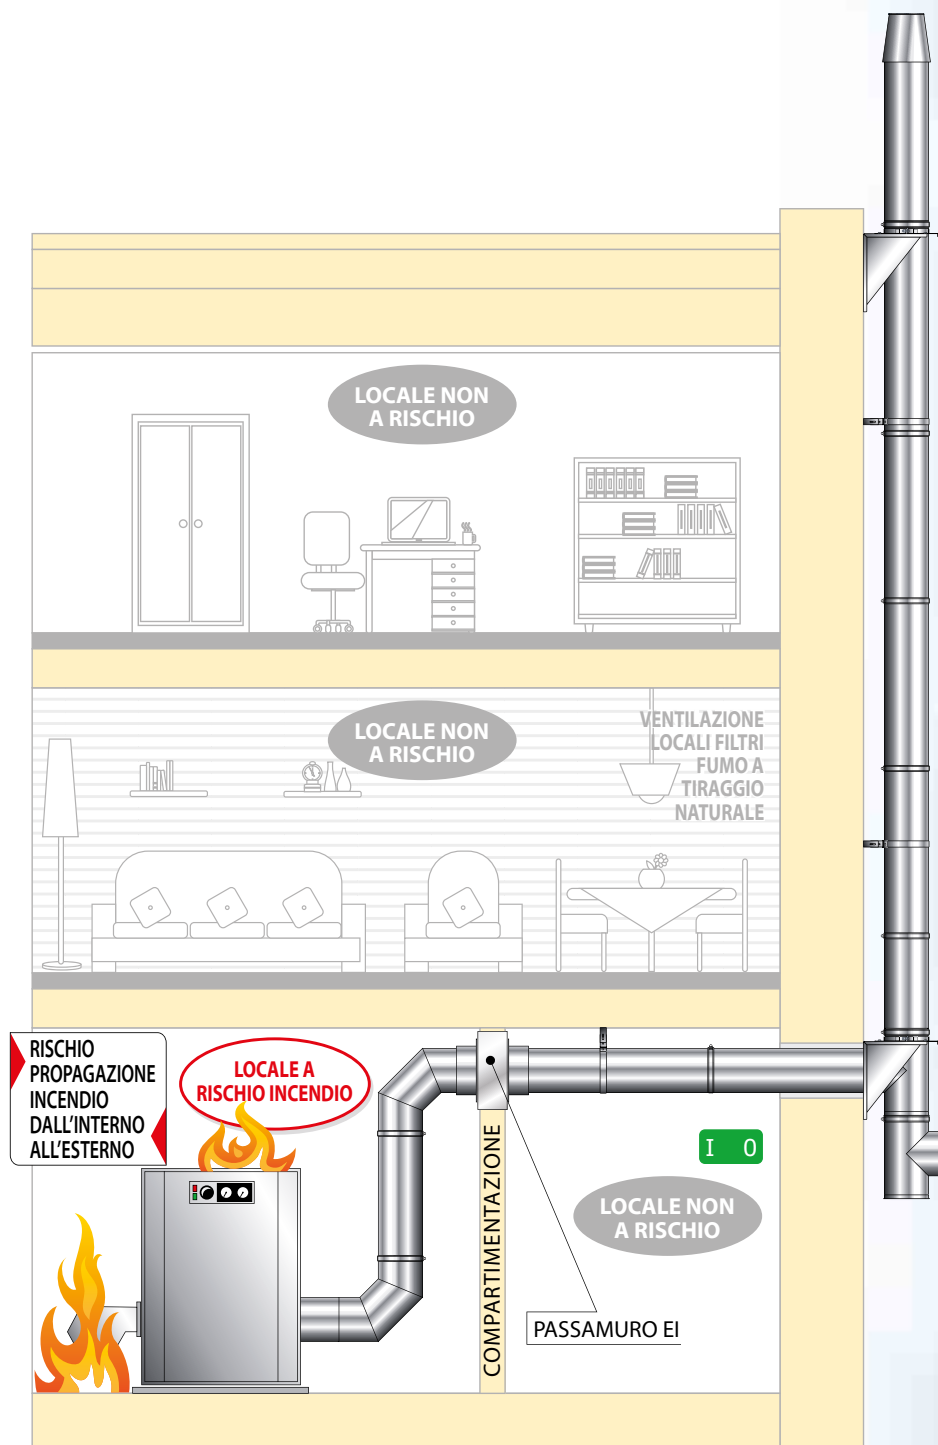 LOCALE NON
A RISCHIO
LOCALE NON
A RISCHIO
VENTILAZIONE
LOCALI FILTRI
FUMO A
TIRAGGIO
NATURALE
RISCHIO
PROPAGAZIONE
INCENDIO
DALL'INTERNO
ALL'ESTERNO
LOCALE A
RISCHIO INCENDIO
COMPARTIMENTAZIONE
I 0
LOCALE NON
A RISCHIO
PASSAMURO EI